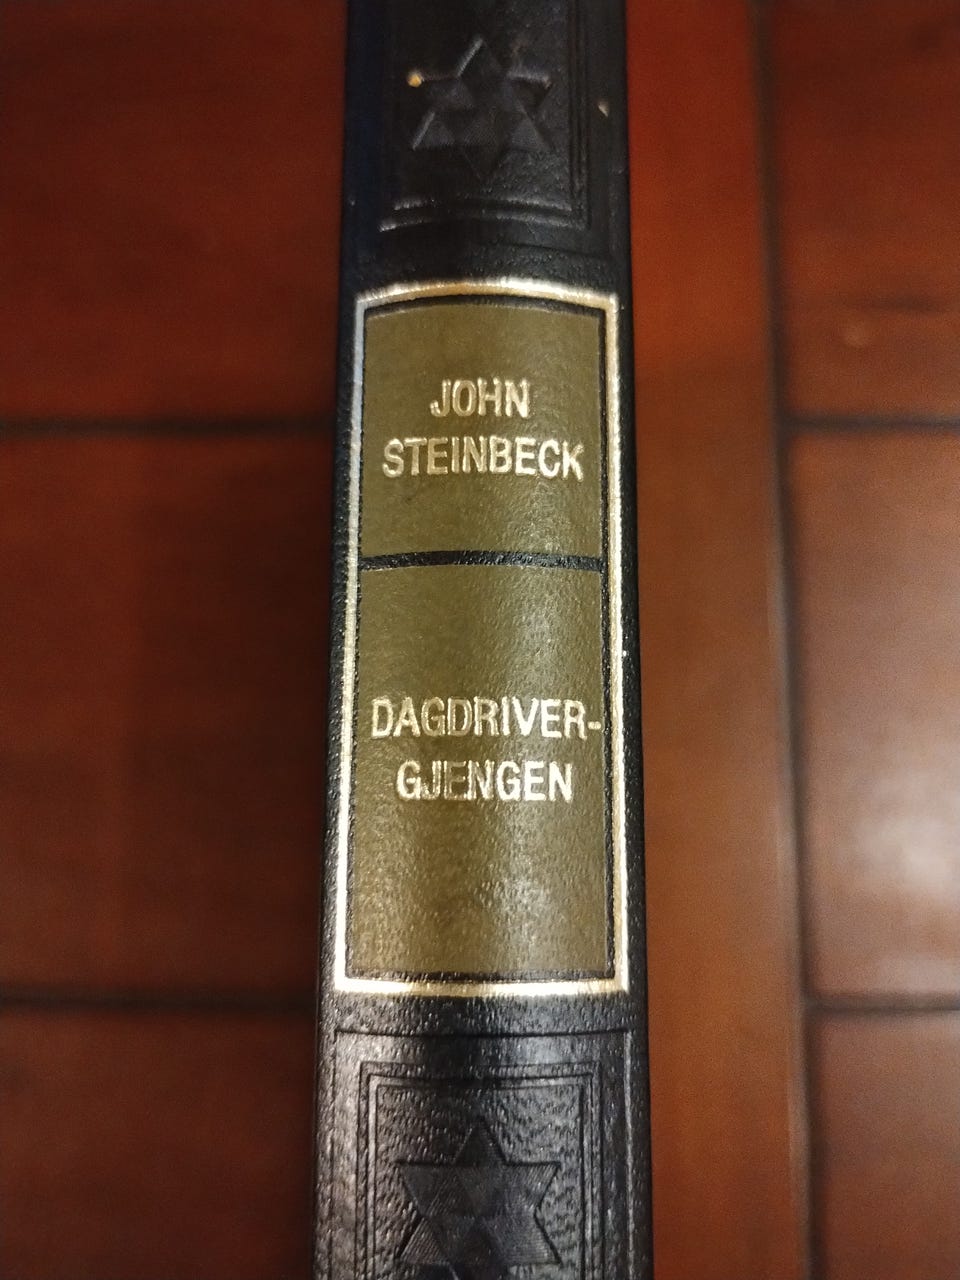 JOHN
STEINBECK
DAGDRIVER-
GJENGEN